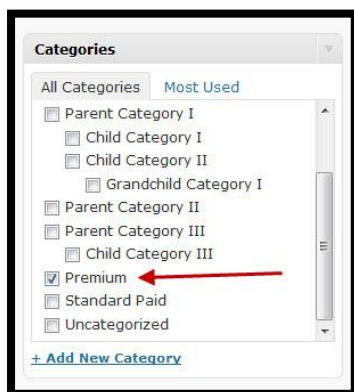 Categories
All Categories Most Used
Parent Category I
Child Category I
Child Category II
Grandchild Category I
Parent Category II
Parent Category III
Child Category III
Premium
Standard Paid
Uncategorized
+ Add New Category